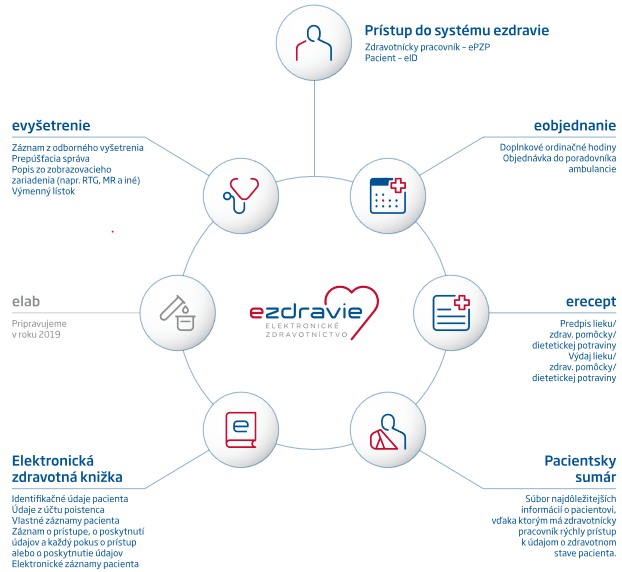 Prístup do systému ezdravie
Zdravotnícky pracovník – ePZP
Pacient – eID
evyšetrenie
Záznam z odborného vyšetrenia
Prepúšťacia správa
Popis zo zobrazovacieho
zariadenia (napr. RTG, MR a iné)
Výmenný lístok
eobjednanie
Doplnkové ordinačné hodiny
Objednávka do poradovníka
ambulancie
elab
Pripravujeme
v roku 2019
ezdravie
ELEKTRONICKÉ
ZDRAVOTNÍCTVO
erecept
Predpis lieku/
zdrav. pomôcky/
dietetickej potraviny
Výdaj lieku/
zdrav. pomôcky/
dietetickej potraviny
e
Elektronická
zdravotná knižka
Identifikačné údaje pacienta
Údaje z účtu poistenca
Vlastné záznamy pacienta
Záznam o prístupe, o poskytnutí
údajov a každý pokus o prístup
alebo o poskytnutie údajov
Elektronické záznamy pacienta
Pacientsky
sumár
Súbor najdôležitejších
informácií o pacientovi,
vďaka ktorým má zdravotnícky
pracovník rýchly prístup
k údajom o zdravotnom
stave pacienta.